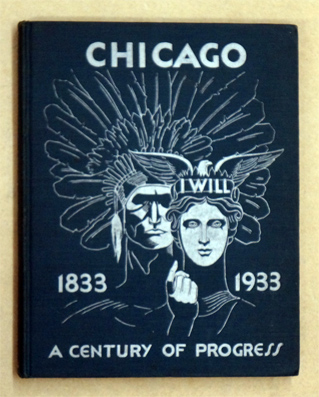 CHICAGO
I WILL
1833 1933
A CENTURY OF PROGRESS